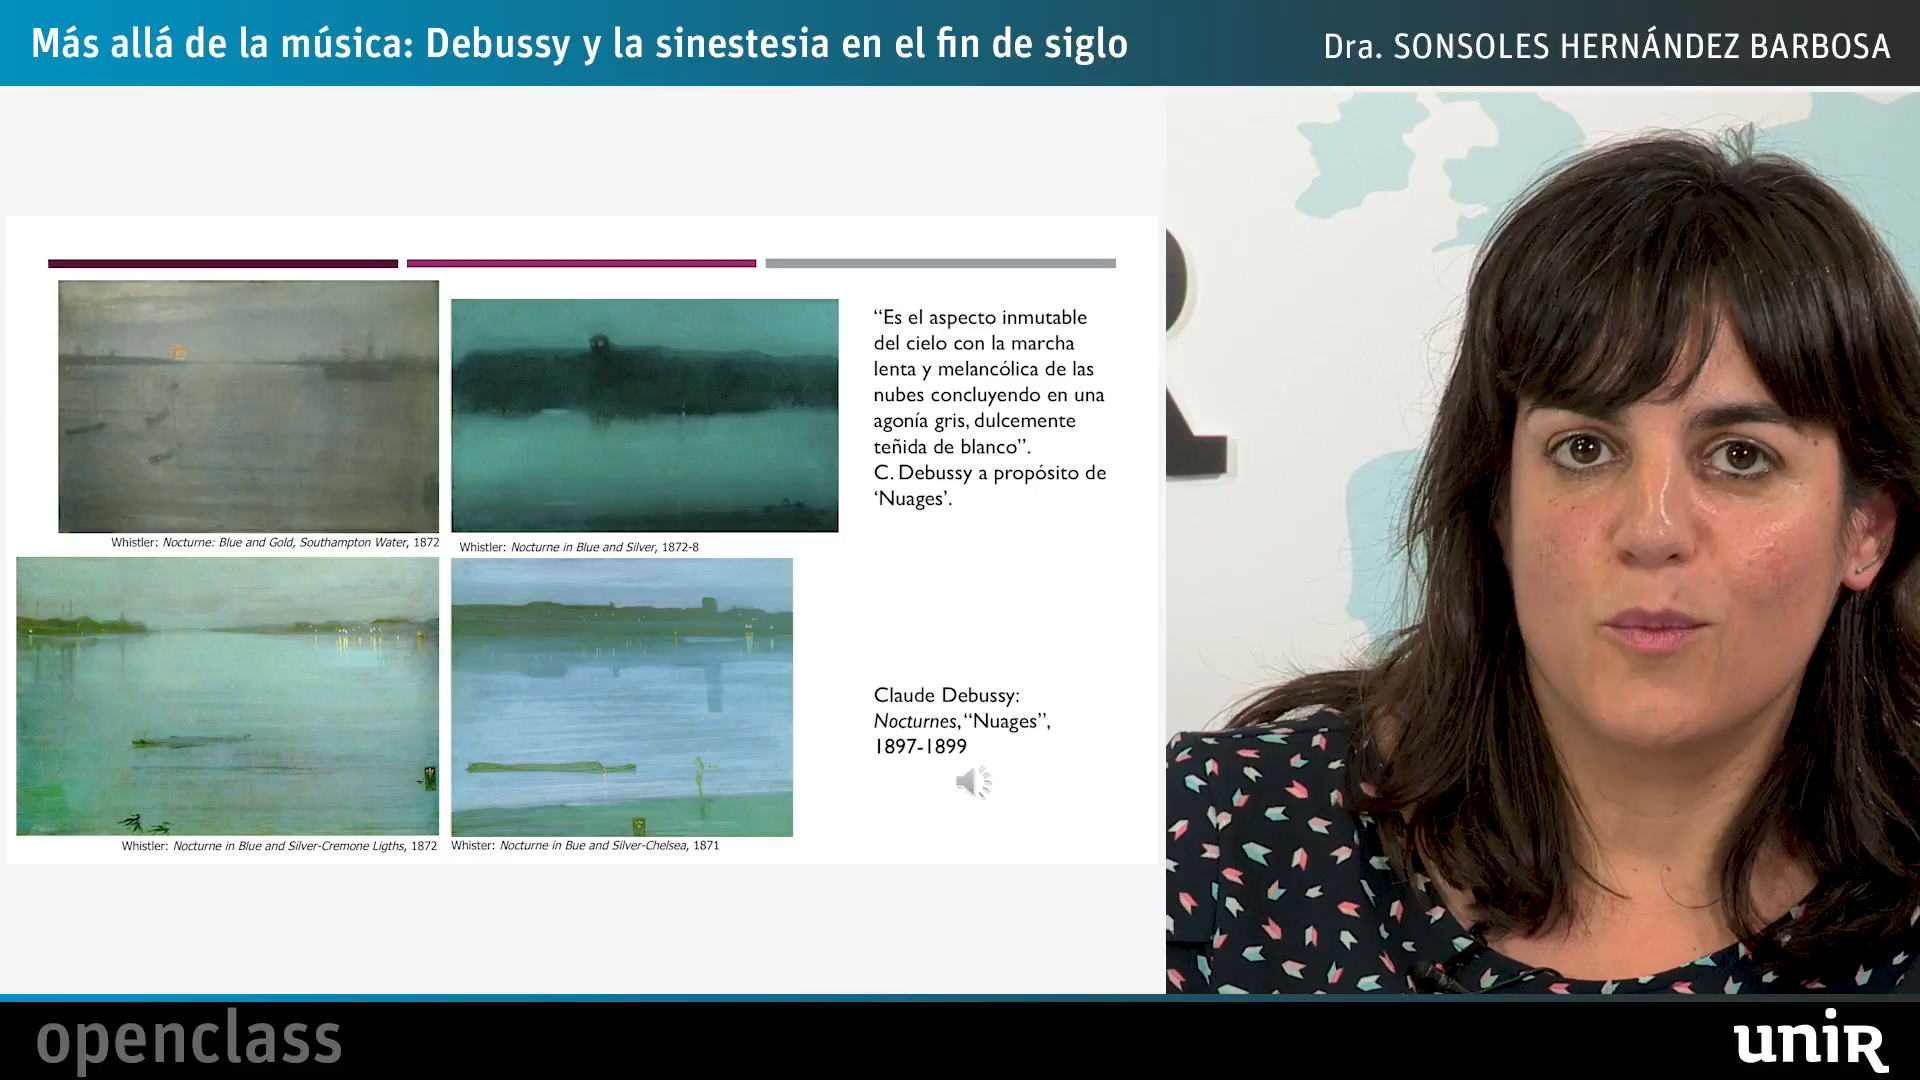 Más allá de la música: Debussy y la sinestesia en el fin de siglo
Dra. SONSOLES HERNÁNDEZ BARBOSA
Whistler: Nocturne: Blue and Gold, Southampton Water, 1872
Whistler: Nocturne in Blue and Silver, 1872-8
Whistler: Nocturne in Blue and Silver-Cremone Ligths, 1872
Whister: Nocturne in Bue and Silver-Chelsea, 1871
“Es el aspecto inmutable
del cielo con la marcha
lenta y melancólica de las
nubes concluyendo en una
agonía gris, dulcemente
teñida de blanco”.
C. Debussy a propósito de
‘Nuages’.
Claude Debussy:
Nocturnes, “Nuages”,
1897-1899
R
openclass
uniR